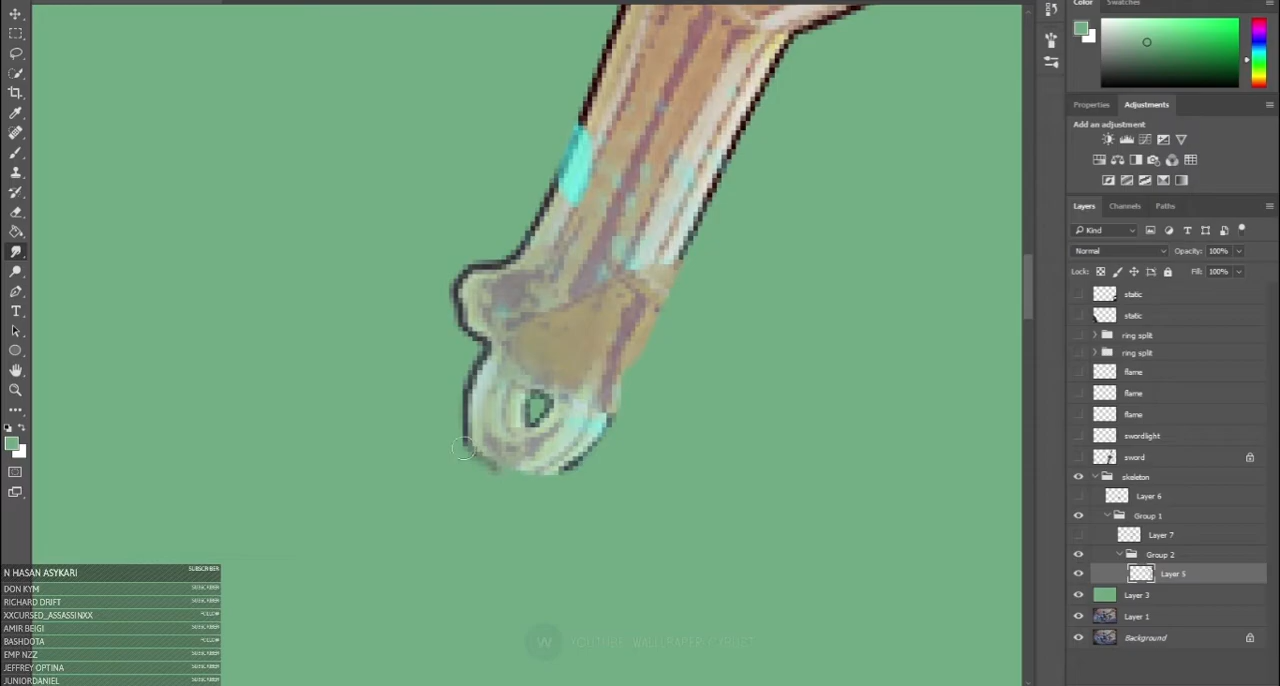 Color Swatches
Properties Adjustments
Add an adjustment
Layers Channels Paths
Kind
Normal Opacity: 100%
Lock: Fill: 100%
static
static
ring split
ring split
flame
flame
flame
swordlight
sword
skeleton
Layer 6
Group 1
Layer 7
Group 2
Layer 5
Layer 3
Layer 1
Background
N HASAN ASYKARI SUBSCRIBER
DON KYM
RICHARD DRIFT
XXCURSED_ASSASSINXX
AMIR BEIGI
BASHDOTA
EMP NZZ
JEFFREY OPTINA
JUNIORDANIEL
W